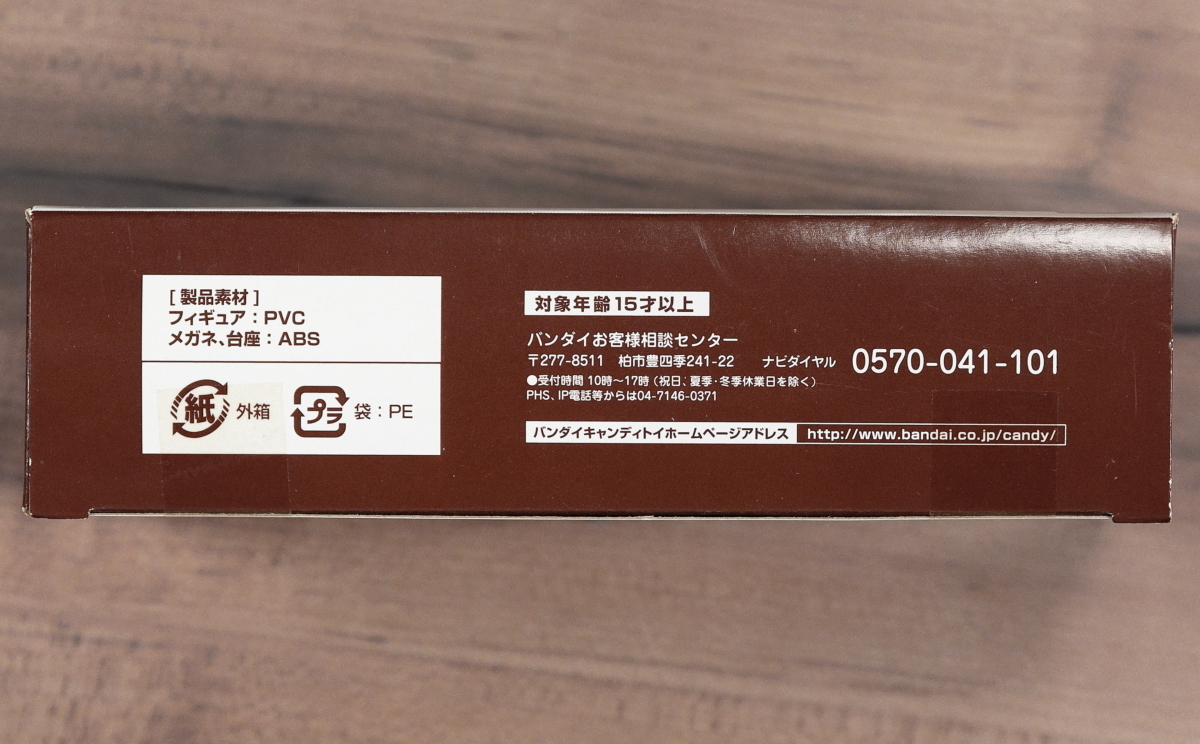 [ 製品素材 ]
フィギュア：PVC
メガネ、台座：ABS
紙 外箱 プラ 袋：PE
対象年齢15才以上
バンダイお客様相談センター
〒277-8511 柏市豊四季241-22 ナビダイヤル 0570-041-101
●受付時間 10時～17時（祝日、夏季・冬季休業日を除く）
PHS、IP電話等からは04-7146-0371
バンダイキャンディトイホームページアドレス http://www.bandai.co.jp/candy/